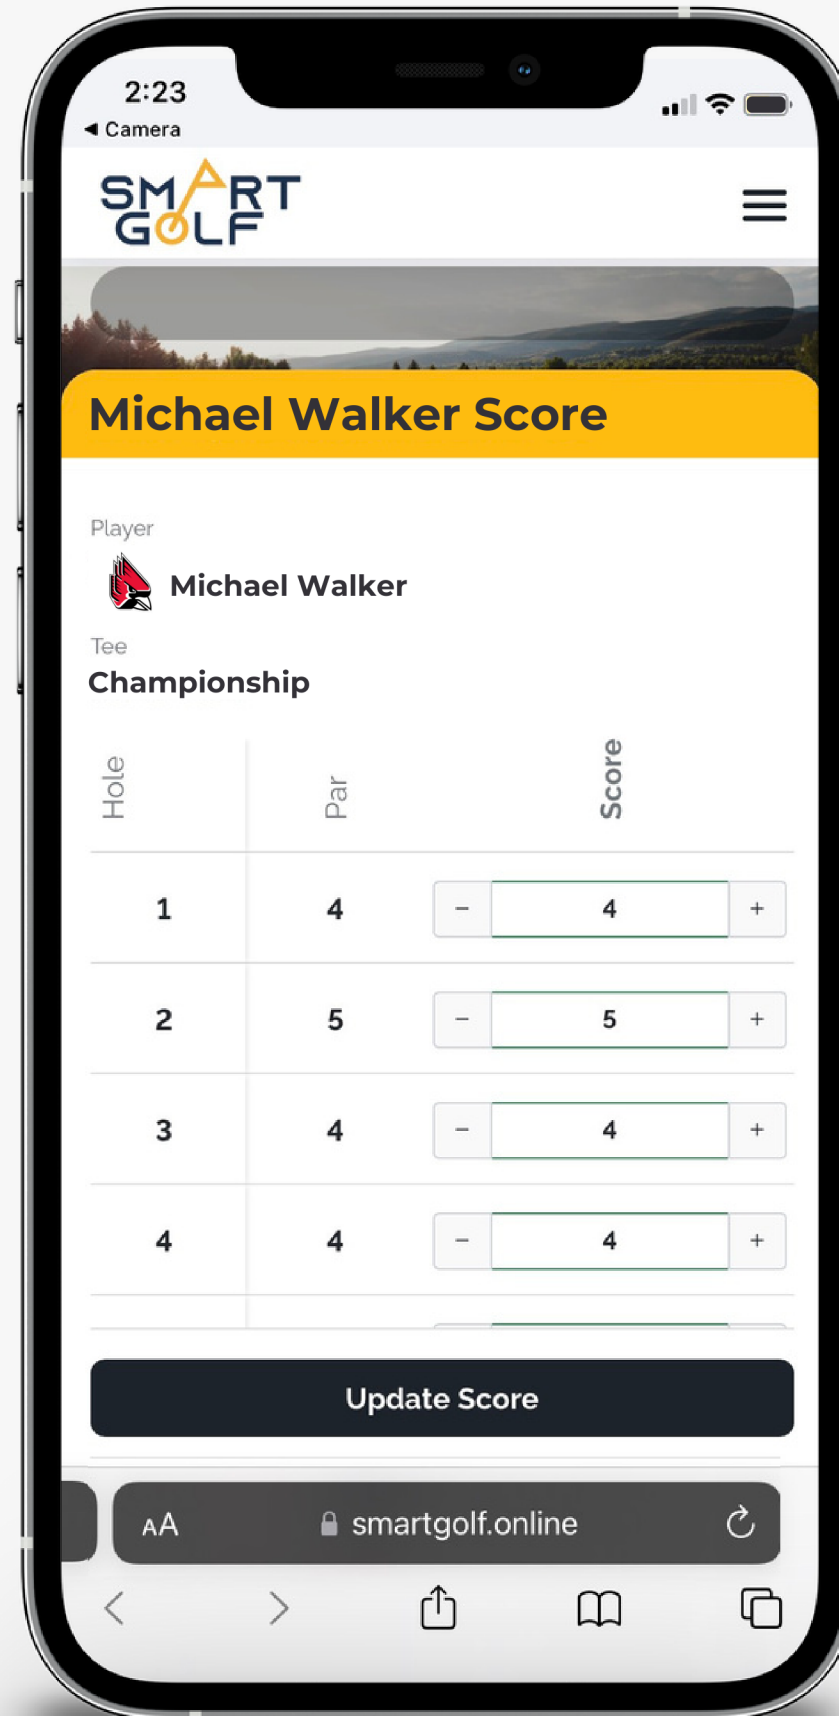 2:23
◀ Camera
SMART
GOLF
Michael Walker Score
Player
Michael Walker
Tee
Championship
Hole Par Score
1 4 − 4 +
2 5 − 5 +
3 4 − 4 +
4 4 − 4 +
Update Score
AA smartgolf.online